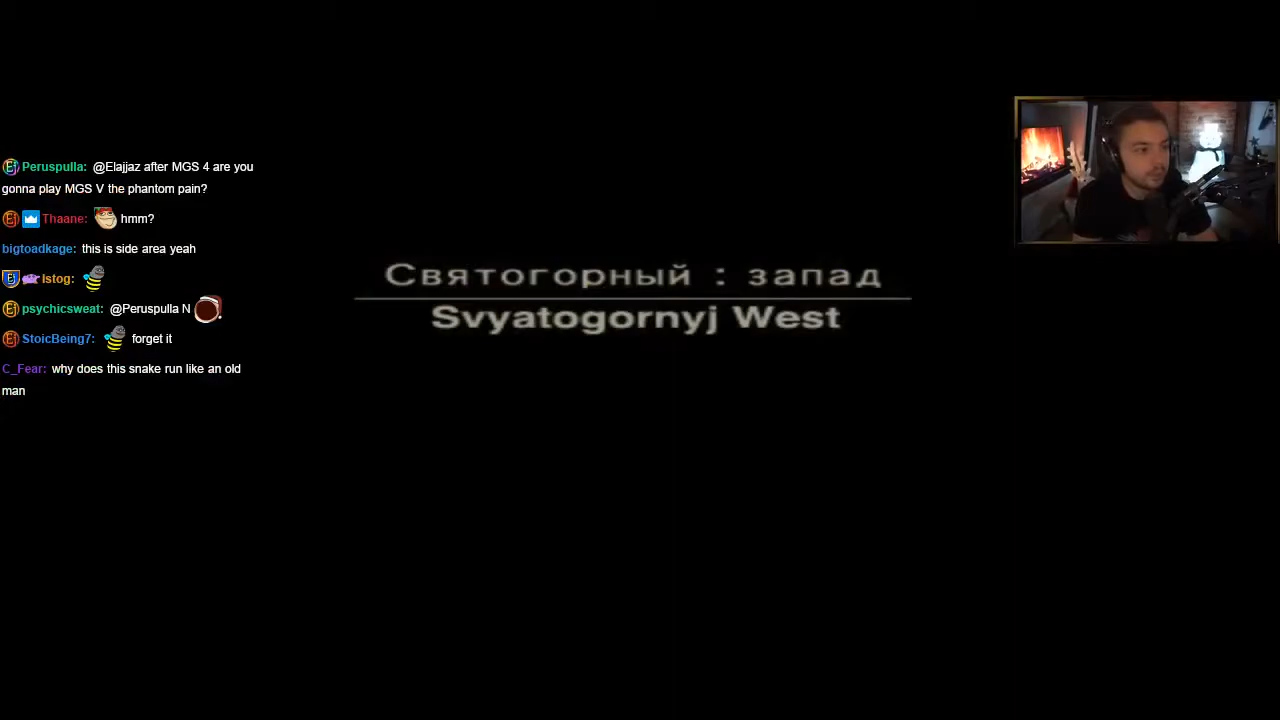 Peruspulla: @Elajjaz after MGS 4 are you
gonna play MGS V the phantom pain?
Thaane: hmm?
bigtoadkage: this is side area yeah
Istog:
psychicsweat: @Peruspulla N
StoicBeing7: forget it
C_Fear: why does this snake run like an old
man
Святогорный : запад
Svyatogornyj West